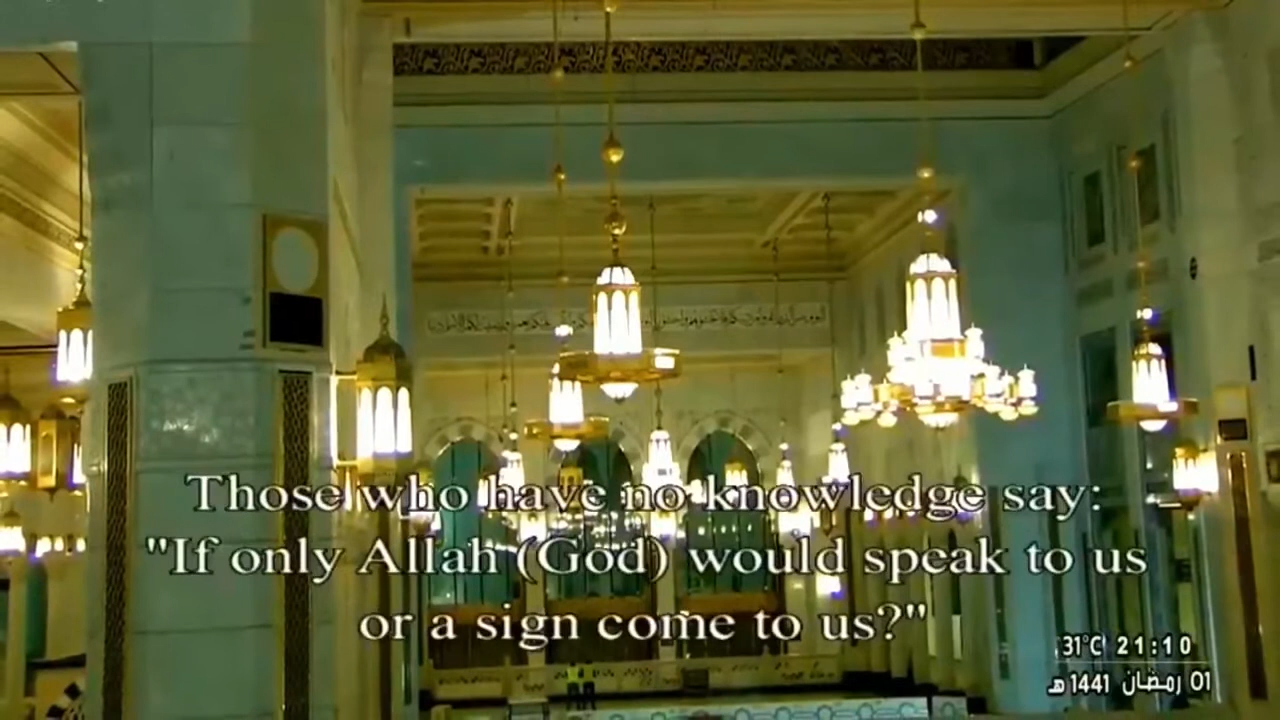 Those who have no knowledge say:
"If only Allah (God) would speak to us
or a sign come to us?"
31°C 21:10
01 رمضان 1441 هـ